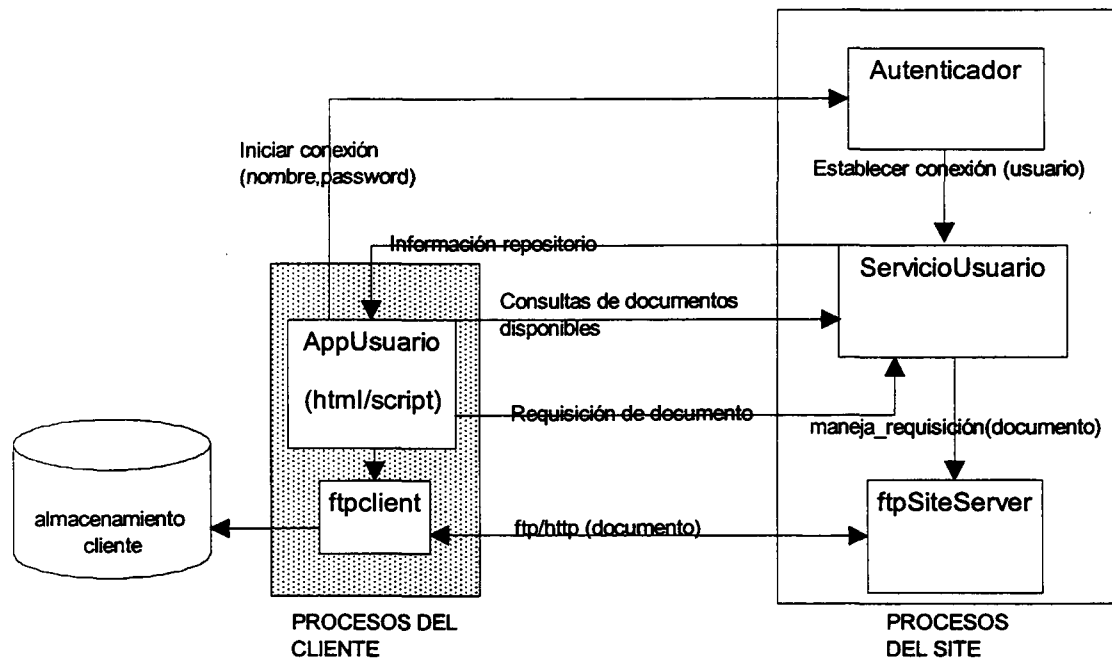 Autenticador
Iniciar conexión
(nombre,password)
Establecer conexión (usuario)
Información repositorio
ServicioUsuario
Consultas de documentos
disponibles
AppUsuario
(html/script)
Requisición de documento
maneja_requisición(documento)
almacenamiento
cliente
ftpclient
ftp/http (documento)
ftpSiteServer
PROCESOS DEL
CLIENTE
PROCESOS
DEL SITE